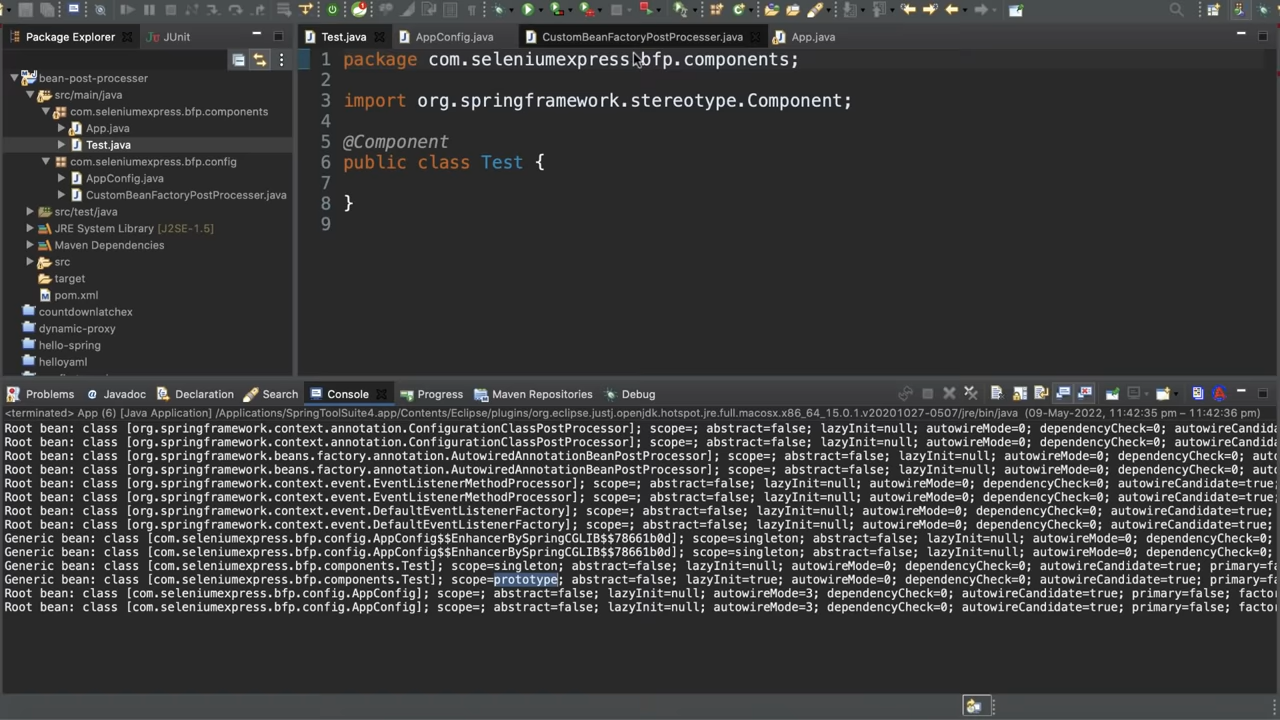 Package Explorer
JUnit
Test.java
AppConfig.java
CustomBeanFactoryPostProcesser.java
App.java
bean-post-processer
src/main/java
com.seleniumexpress.bfp.components
App.java
Test.java
com.seleniumexpress.bfp.config
AppConfig.java
CustomBeanFactoryPostProcesser.java
src/test/java
JRE System Library [J2SE-1.5]
Maven Dependencies
src
target
pom.xml
countdownlatchex
dynamic-proxy
hello-spring
helloyaml
1 package com.seleniumexpress.bfp.components;
2
3 import org.springframework.stereotype.Component;
4
5 @Component
6 public class Test {
7
8 }
9
Problems
Javadoc
Declaration
Search
Console
Progress
Maven Repositories
Debug
<terminated> App (6) [Java Application] /Applications/SpringToolSuite4.app/Contents/Eclipse/plugins/org.eclipse.justj.openjdk.hotspot.jre.full.macosx.x86_64_15.0.1.v20201027-0507/jre/bin/java (09-May-2022, 11:42:35 pm – 11:42:36 pm)
Root bean: class [org.springframework.context.annotation.ConfigurationClassPostProcessor]; scope=; abstract=false; lazyInit=null; autowireMode=0; dependencyCheck=0; autowireCandida
Root bean: class [org.springframework.context.annotation.ConfigurationClassPostProcessor]; scope=; abstract=false; lazyInit=null; autowireMode=0; dependencyCheck=0; autowireCandida
Root bean: class [org.springframework.beans.factory.annotation.AutowiredAnnotationBeanPostProcessor]; scope=; abstract=false; lazyInit=null; autowireMode=0; dependencyCheck=0; auto
Root bean: class [org.springframework.beans.factory.annotation.AutowiredAnnotationBeanPostProcessor]; scope=; abstract=false; lazyInit=null; autowireMode=0; dependencyCheck=0; auto
Root bean: class [org.springframework.context.event.EventListenerMethodProcessor]; scope=; abstract=false; lazyInit=null; autowireMode=0; dependencyCheck=0; autowireCandidate=true;
Root bean: class [org.springframework.context.event.EventListenerMethodProcessor]; scope=; abstract=false; lazyInit=null; autowireMode=0; dependencyCheck=0; autowireCandidate=true;
Root bean: class [org.springframework.context.event.DefaultEventListenerFactory]; scope=; abstract=false; lazyInit=null; autowireMode=0; dependencyCheck=0; autowireCandidate=true;
Root bean: class [org.springframework.context.event.DefaultEventListenerFactory]; scope=; abstract=false; lazyInit=null; autowireMode=0; dependencyCheck=0; autowireCandidate=true;
Generic bean: class [com.seleniumexpress.bfp.config.AppConfig$$EnhancerBySpringCGLIB$$78661b0d]; scope=singleton; abstract=false; lazyInit=null; autowireMode=0; dependencyCheck=0;
Generic bean: class [com.seleniumexpress.bfp.config.AppConfig$$EnhancerBySpringCGLIB$$78661b0d]; scope=singleton; abstract=false; lazyInit=null; autowireMode=0; dependencyCheck=0;
Generic bean: class [com.seleniumexpress.bfp.components.Test]; scope=singleton; abstract=false; lazyInit=null; autowireMode=0; dependencyCheck=0; autowireCandidate=true; primary=fa
Generic bean: class [com.seleniumexpress.bfp.components.Test]; scope=prototype; abstract=false; lazyInit=true; autowireMode=0; dependencyCheck=0; autowireCandidate=true; primary=fa
Root bean: class [com.seleniumexpress.bfp.config.AppConfig]; scope=; abstract=false; lazyInit=null; autowireMode=3; dependencyCheck=0; autowireCandidate=true; primary=false; factor
Root bean: class [com.seleniumexpress.bfp.config.AppConfig]; scope=; abstract=false; lazyInit=null; autowireMode=3; dependencyCheck=0; autowireCandidate=true; primary=false; factor